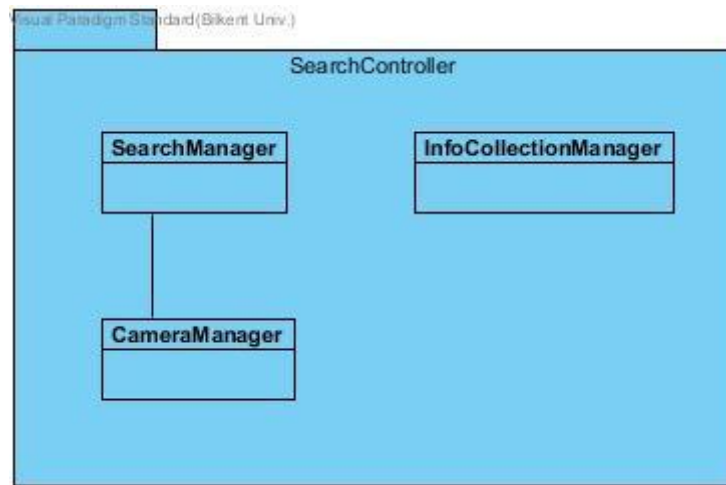 Visual Paradigm Standard(Bilkent Univ.)
SearchController
SearchManager
InfoCollectionManager
CameraManager